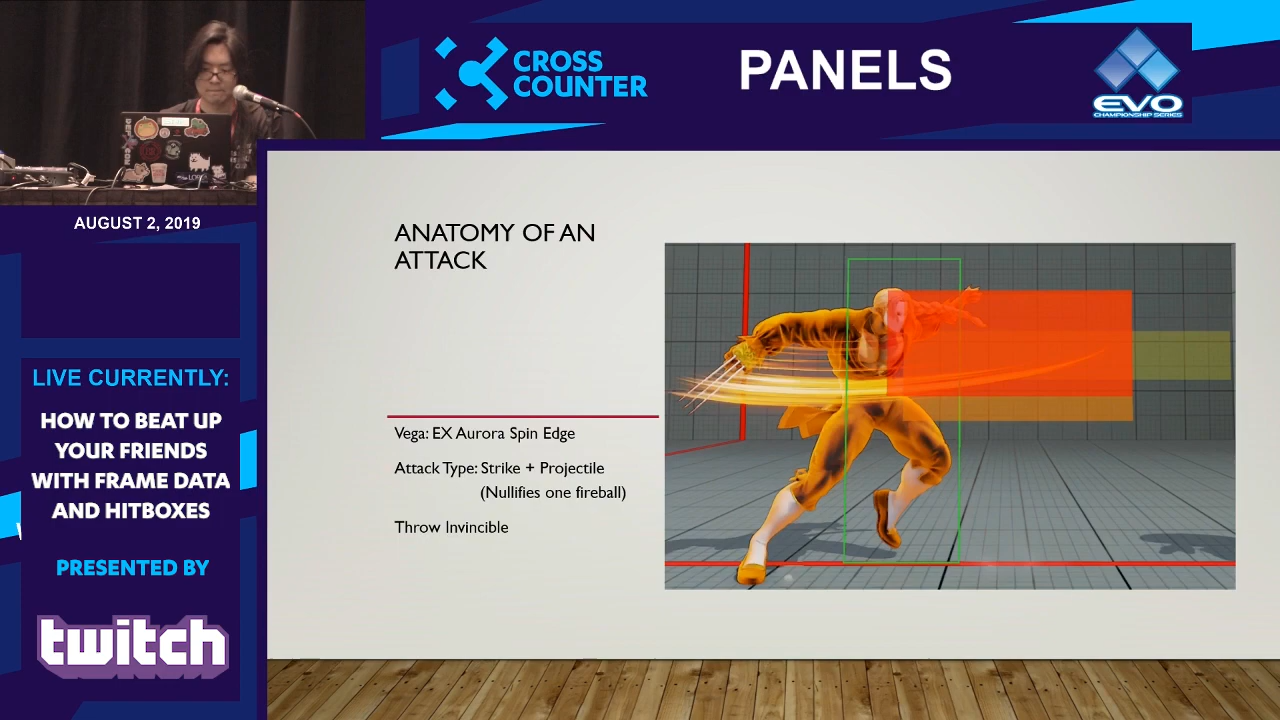 CROSS
COUNTER
PANELS
EVO
CHAMPIONSHIP SERIES
AUGUST 2, 2019
ANATOMY OF AN
ATTACK
Vega: EX Aurora Spin Edge
Attack Type: Strike + Projectile
(Nullifies one fireball)
Throw Invincible
LIVE CURRENTLY:
HOW TO BEAT UP
YOUR FRIENDS
WITH FRAME DATA
AND HITBOXES
PRESENTED BY
twitch